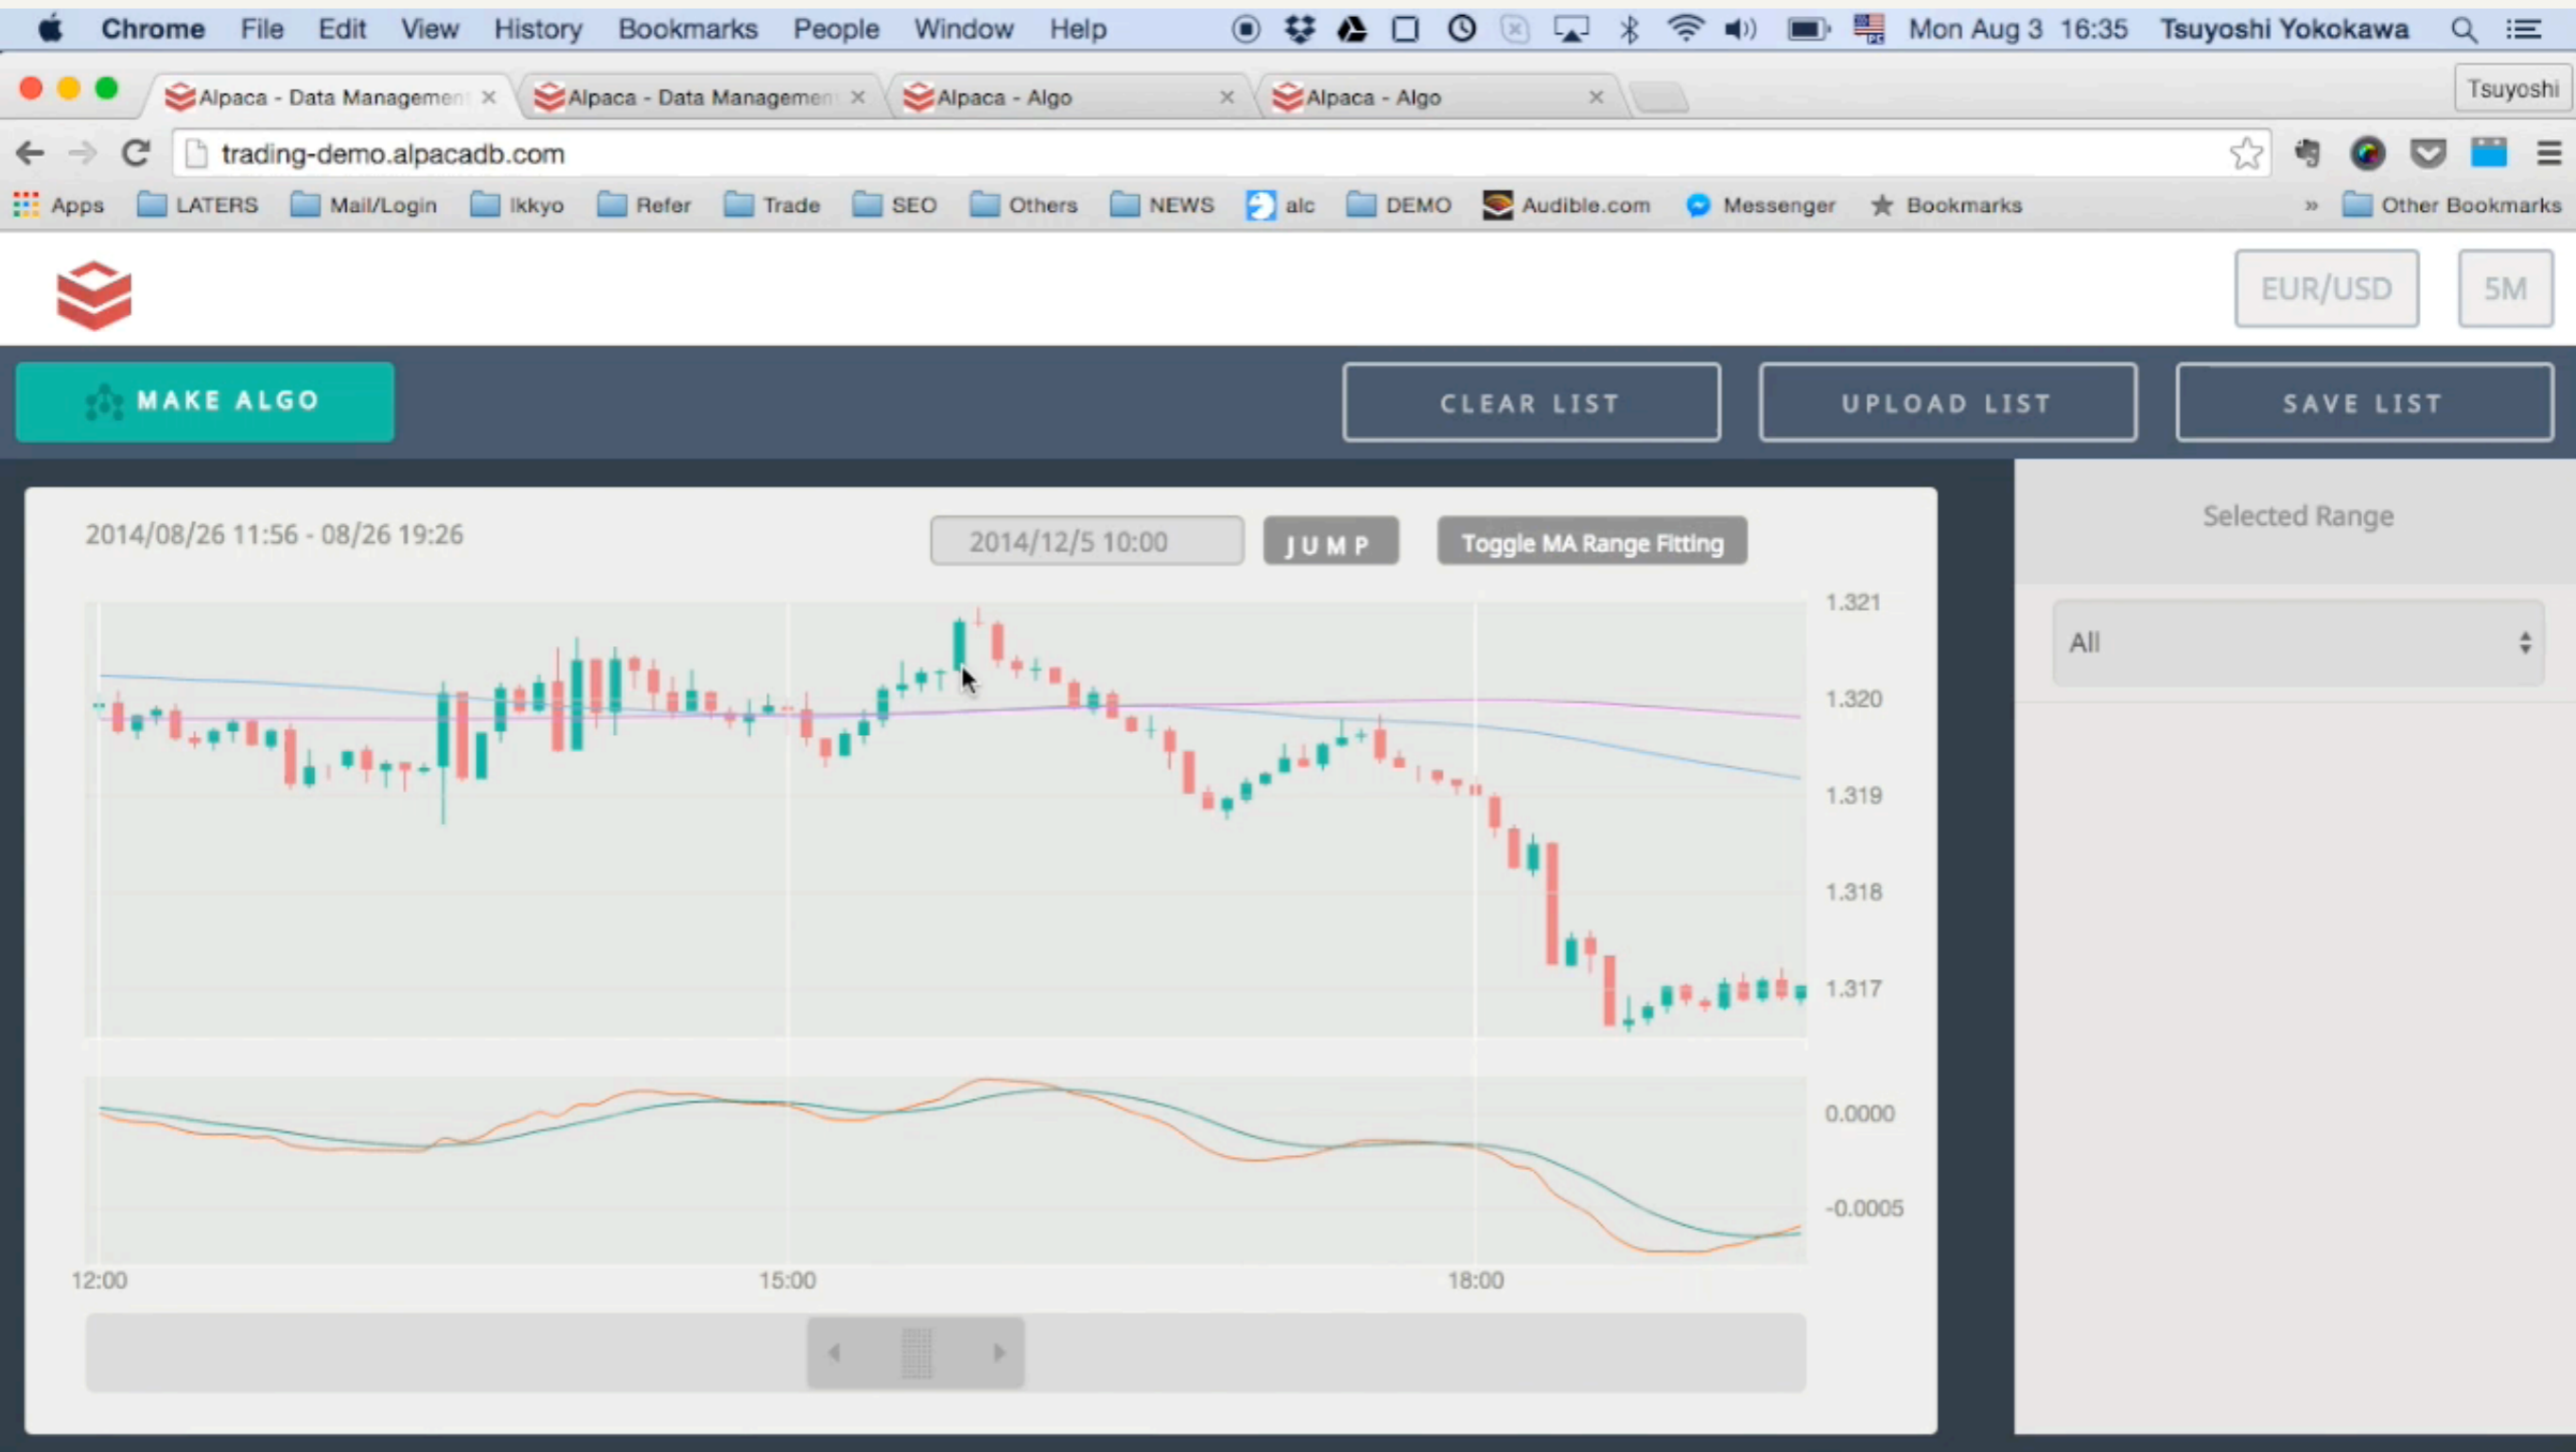 Chrome File Edit View History Bookmarks People Window Help Mon Aug 3 16:35 Tsuyoshi Yokokawa
Alpaca - Data Managemen Alpaca - Data Managemen Alpaca - Algo Alpaca - Algo Tsuyoshi
trading-demo.alpacadb.com
Apps LATERS Mail/Login Ikkyo Refer Trade SEO Others NEWS alc DEMO Audible.com Messenger Bookmarks » Other Bookmarks
EUR/USD 5M
MAKE ALGO CLEAR LIST UPLOAD LIST SAVE LIST
2014/08/26 11:56 - 08/26 19:26 2014/12/5 10:00 JUMP Toggle MA Range Fitting
Selected Range
All
1.321
1.320
1.319
1.318
1.317
0.0000
-0.0005
12:00 15:00 18:00